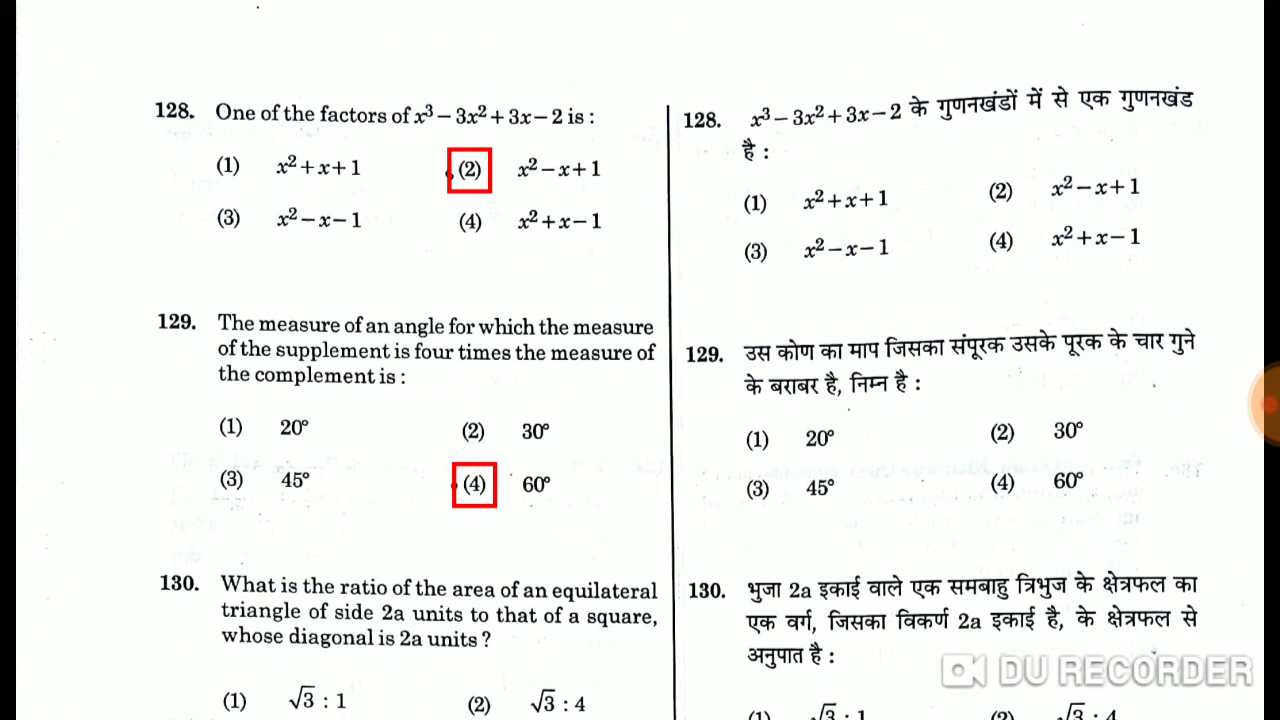 128. One of the factors of x³ – 3x² + 3x – 2 is :
(1) x² + x + 1 (2) x² – x + 1
(3) x² – x – 1 (4) x² + x – 1
129. The measure of an angle for which the measure
of the supplement is four times the measure of
the complement is :
(1) 20° (2) 30°
(3) 45° (4) 60°
130. What is the ratio of the area of an equilateral
triangle of side 2a units to that of a square,
whose diagonal is 2a units ?
(1) √3 : 1 (2) √3 : 4
128. x³ – 3x² + 3x – 2 के गुणनखंडों में से एक गुणनखंड
है :
(1) x² + x + 1 (2) x² – x + 1
(3) x² – x – 1 (4) x² + x – 1
129. उस कोण का माप जिसका संपूरक उसके पूरक के चार गुने
के बराबर है, निम्न है :
(1) 20° (2) 30°
(3) 45° (4) 60°
130. भुजा 2a इकाई वाले एक समबाहु त्रिभुज के क्षेत्रफल का
एक वर्ग, जिसका विकर्ण 2a इकाई है, के क्षेत्रफल से
अनुपात है :
(1) √3 : 1 (2) √3 : 4
DU RECORDER